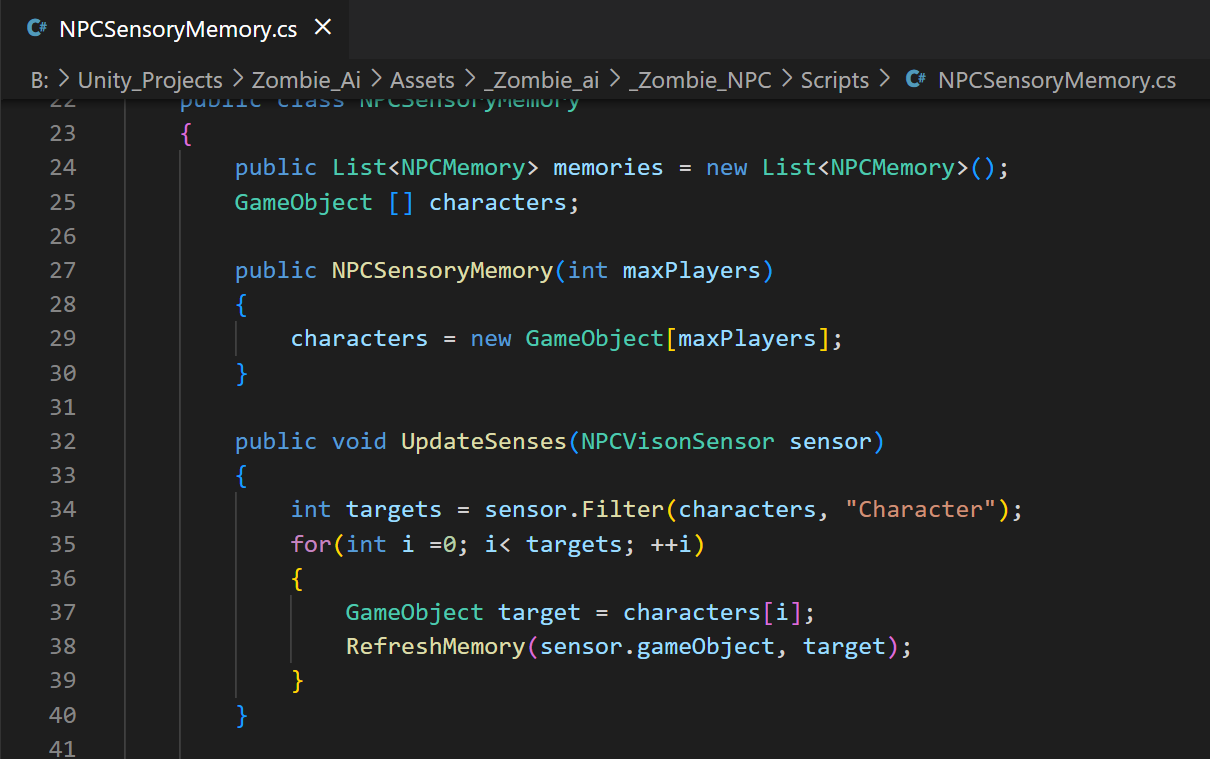 C# NPCSensoryMemory.cs ×
B: > Unity_Projects > Zombie_Ai > Assets > _Zombie_ai > _Zombie_NPC > Scripts > C# NPCSensoryMemory.cs
22 public class NPCSensoryMemory
23 {
24 public List<NPCMemory> memories = new List<NPCMemory>();
25 GameObject [] characters;
26
27 public NPCSensoryMemory(int maxPlayers)
28 {
29 characters = new GameObject[maxPlayers];
30 }
31
32 public void UpdateSenses(NPCVisonSensor sensor)
33 {
34 int targets = sensor.Filter(characters, "Character");
35 for(int i =0; i< targets; ++i)
36 {
37 GameObject target = characters[i];
38 RefreshMemory(sensor.gameObject, target);
39 }
40 }
41